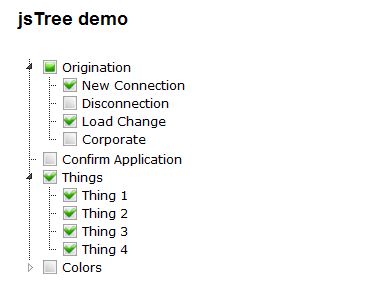 jsTree demo
Origination
New Connection
Disconnection
Load Change
Corporate
Confirm Application
Things
Thing 1
Thing 2
Thing 3
Thing 4
Colors